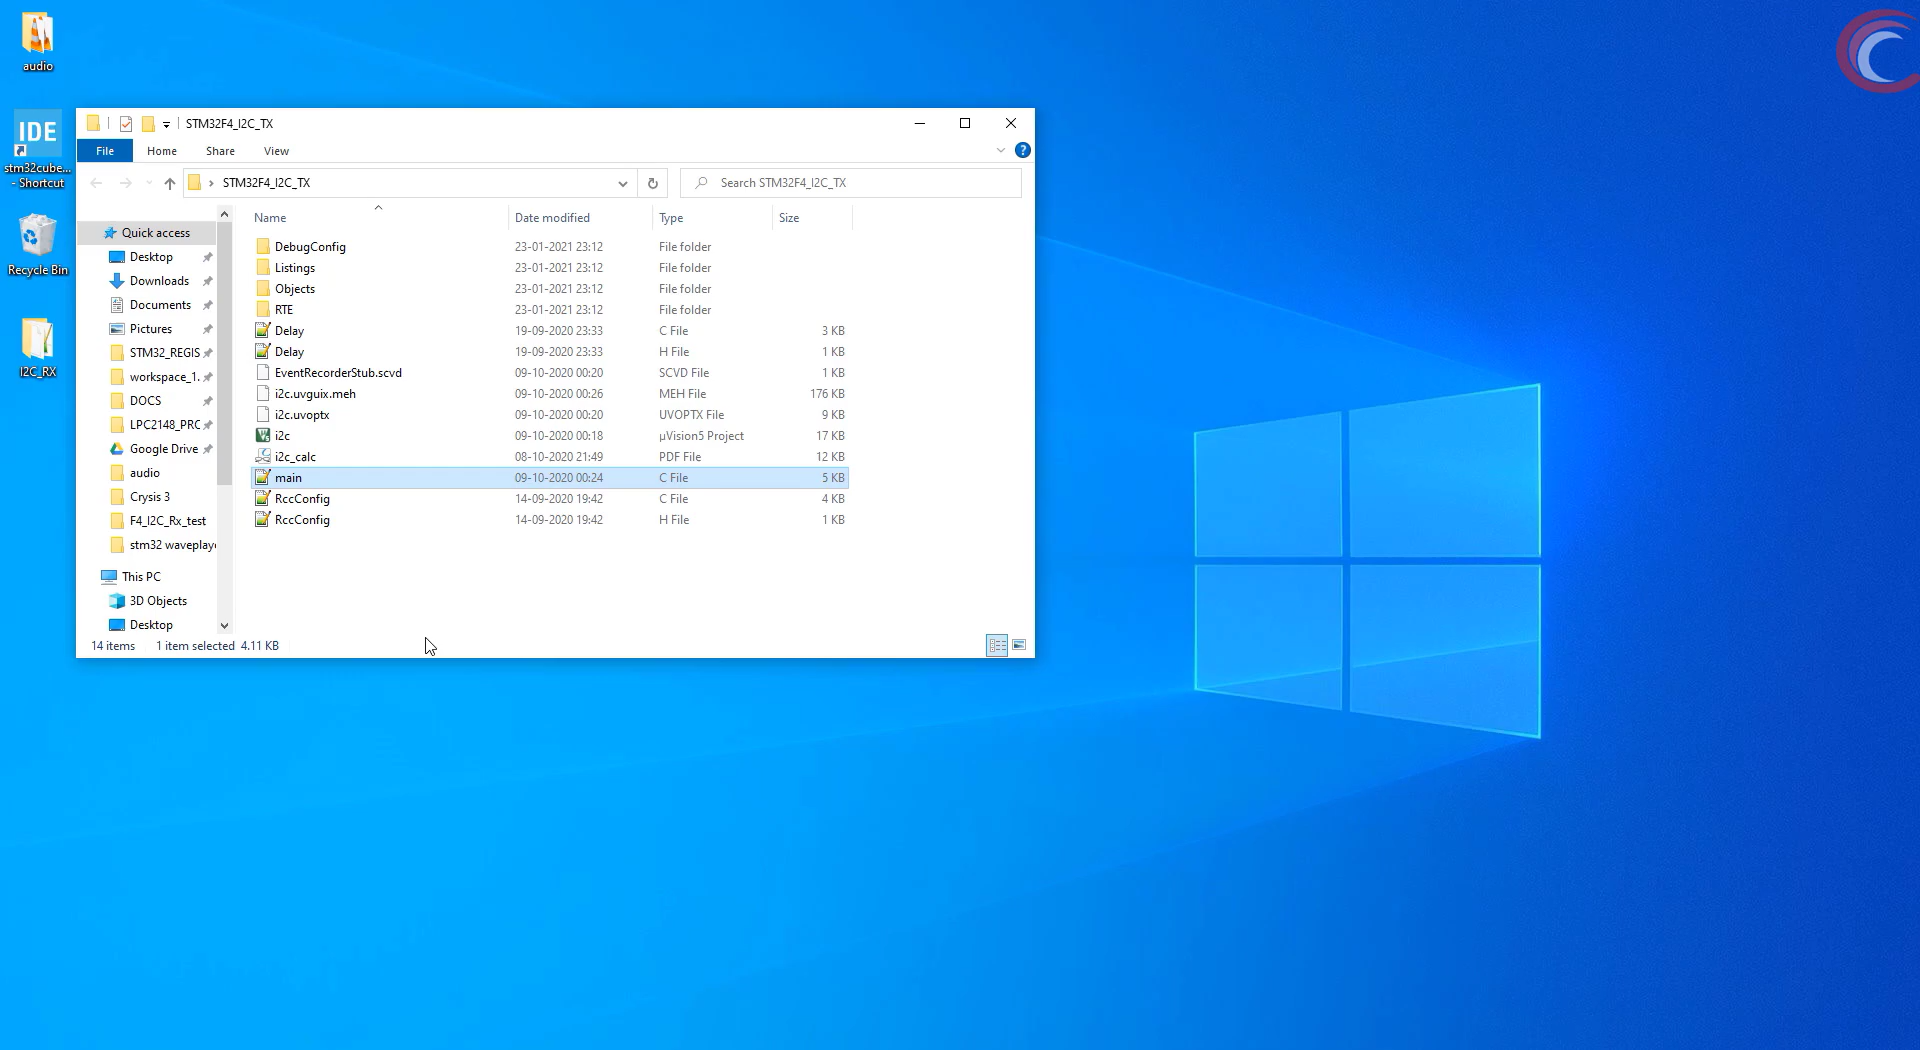 audio
IDE
stm32cube...
- Shortcut
Recycle Bin
I2C_RX
STM32F4_I2C_TX
File Home Share View
STM32F4_I2C_TX
Search STM32F4_I2C_TX
Name Date modified Type Size
Quick access
Desktop
Downloads
Documents
Pictures
STM32_REGIS
workspace_1.
DOCS
LPC2148_PRC
Google Drive
audio
Crysis 3
F4_I2C_Rx_test
stm32 waveplaye
This PC
3D Objects
Desktop
DebugConfig 23-01-2021 23:12 File folder
Listings 23-01-2021 23:12 File folder
Objects 23-01-2021 23:12 File folder
RTE 23-01-2021 23:12 File folder
Delay 19-09-2020 23:33 C File 3 KB
Delay 19-09-2020 23:33 H File 1 KB
EventRecorderStub.scvd 09-10-2020 00:20 SCVD File 1 KB
i2c.uvguix.meh 09-10-2020 00:26 MEH File 176 KB
i2c.uvoptx 09-10-2020 00:20 UVOPTX File 9 KB
i2c 09-10-2020 00:18 µVision5 Project 17 KB
i2c_calc 08-10-2020 21:49 PDF File 12 KB
main 09-10-2020 00:24 C File 5 KB
RccConfig 14-09-2020 19:42 C File 4 KB
RccConfig 14-09-2020 19:42 H File 1 KB
14 items 1 item selected 4.11 KB